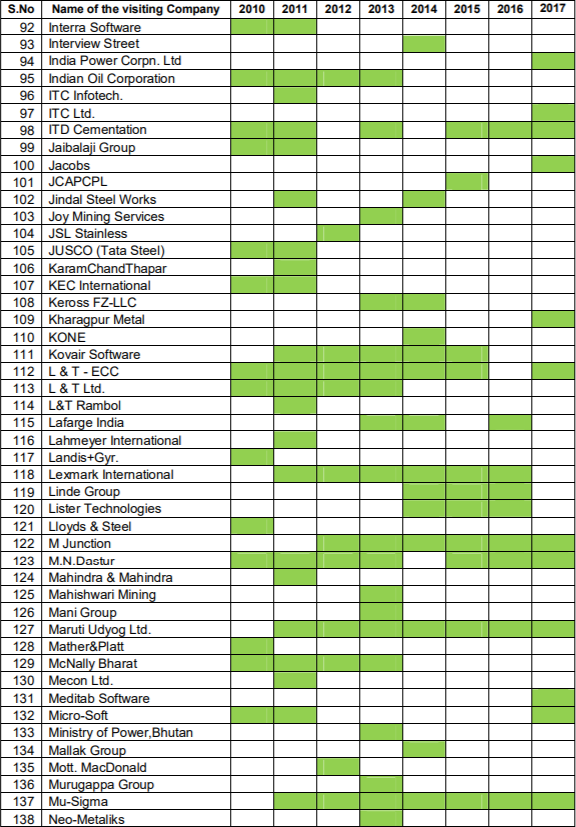 S.No Name of the visiting Company 2010 2011 2012 2013 2014 2015 2016 2017
92 Interra Software
93 Interview Street
94 India Power Corpn. Ltd
95 Indian Oil Corporation
96 ITC Infotech.
97 ITC Ltd.
98 ITD Cementation
99 Jaibalaji Group
100 Jacobs
101 JCAPCPL
102 Jindal Steel Works
103 Joy Mining Services
104 JSL Stainless
105 JUSCO (Tata Steel)
106 KaramChandThapar
107 KEC International
108 Keross FZ-LLC
109 Kharagpur Metal
110 KONE
111 Kovair Software
112 L & T - ECC
113 L & T Ltd.
114 L&T Rambol
115 Lafarge India
116 Lahmeyer International
117 Landis+Gyr.
118 Lexmark International
119 Linde Group
120 Lister Technologies
121 Lloyds & Steel
122 M Junction
123 M.N.Dastur
124 Mahindra & Mahindra
125 Mahishwari Mining
126 Mani Group
127 Maruti Udyog Ltd.
128 Mather&Platt
129 McNally Bharat
130 Mecon Ltd.
131 Meditab Software
132 Micro-Soft
133 Ministry of Power,Bhutan
134 Mallak Group
135 Mott. MacDonald
136 Murugappa Group
137 Mu-Sigma
138 Neo-Metaliks